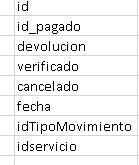 id
id_pagado
devolucion
verificado
cancelado
fecha
idTipoMovimiento
idservicio